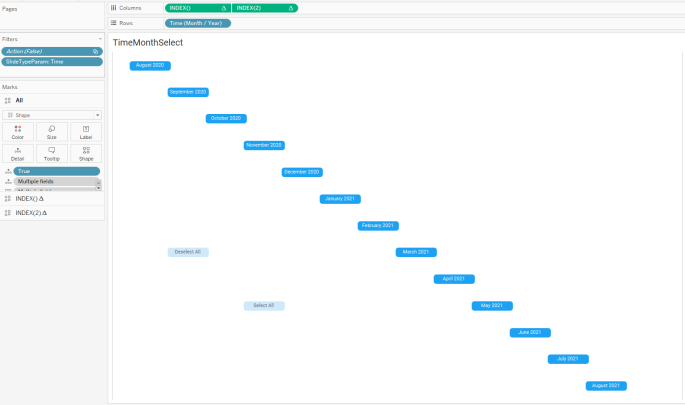 Pages
Columns
INDEX() Δ
INDEX(2) Δ
Rows
Time (Month / Year)
Filters
Action (False)
SlideTypeParam: Time
Marks
All
Shape
Color
Size
Label
Detail
Tooltip
Shape
True
Multiple fields
INDEX() Δ
INDEX(2) Δ
TimeMonthSelect
August 2020
September 2020
October 2020
November 2020
December 2020
January 2021
February 2021
Deselect All
March 2021
April 2021
Select All
May 2021
June 2021
July 2021
August 2021